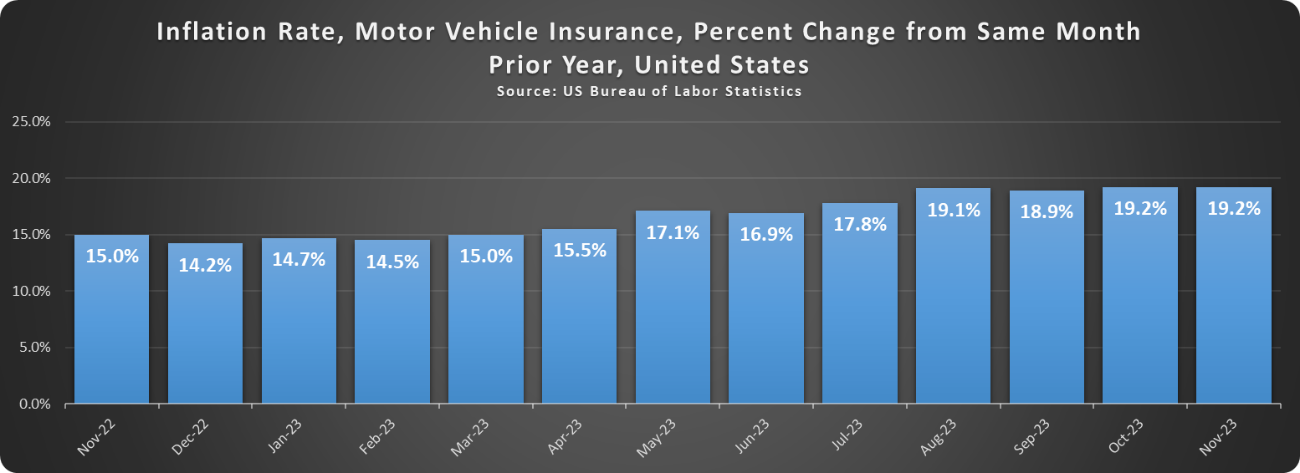 Inflation Rate, Motor Vehicle Insurance, Percent Change from Same Month
Prior Year, United States
Source: US Bureau of Labor Statistics
25.0%
20.0%
15.0%
10.0%
5.0%
0.0%
15.0%
14.2%
14.7%
14.5%
15.0%
15.5%
17.1%
16.9%
17.8%
19.1%
18.9%
19.2%
19.2%
Nov-22
Dec-22
Jan-23
Feb-23
Mar-23
Apr-23
May-23
Jun-23
Jul-23
Aug-23
Sep-23
Oct-23
Nov-23